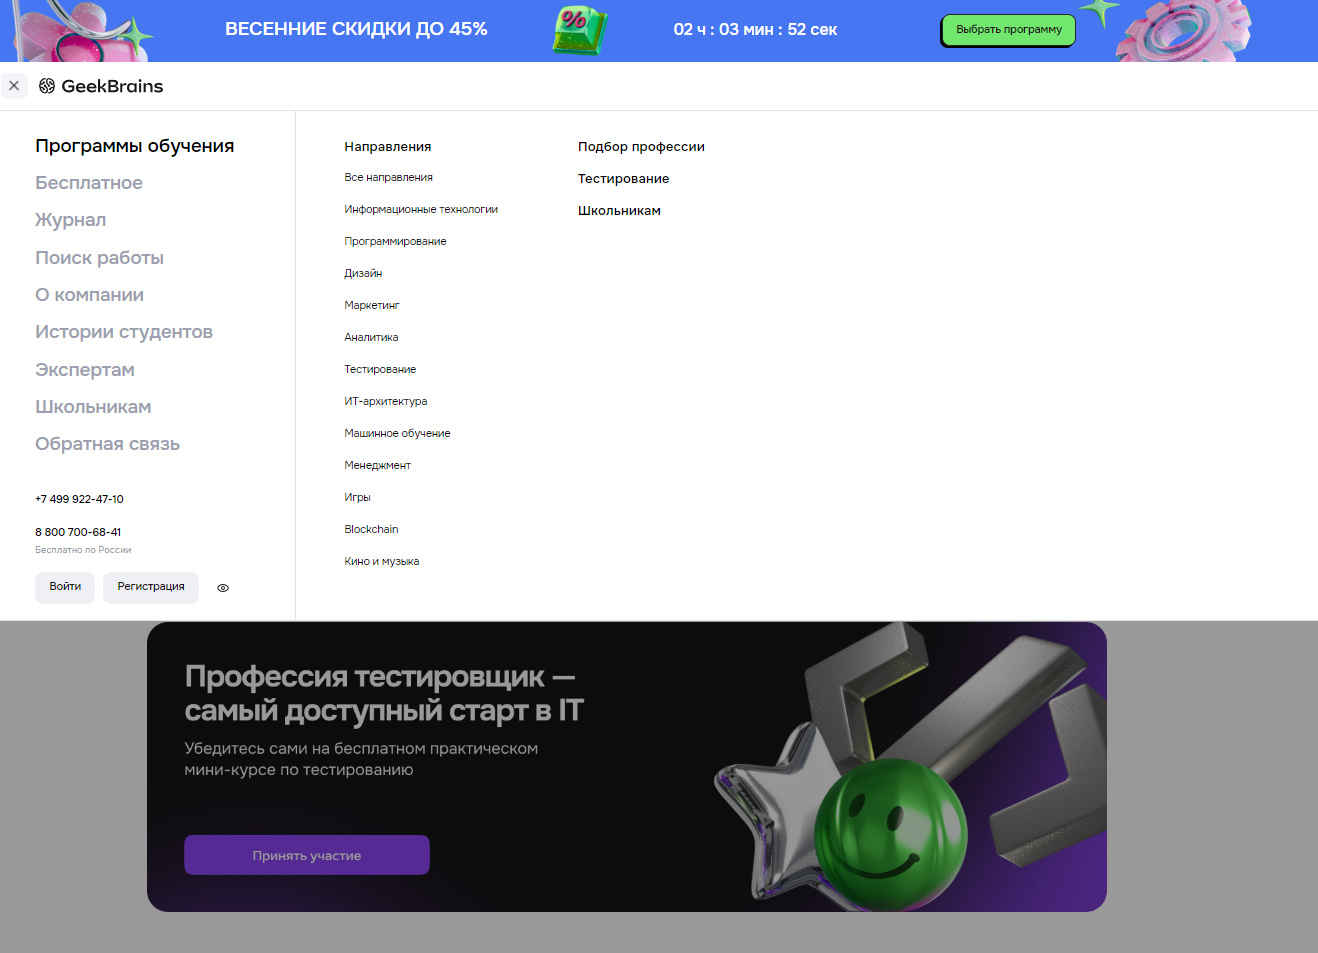 ВЕСЕННИЕ СКИДКИ ДО 45%
%
02 ч : 03 мин : 52 сек
Выбрать программу
GeekBrains
Программы обучения
Бесплатное
Журнал
Поиск работы
О компании
Истории студентов
Экспертам
Школьникам
Обратная связь
+7 499 922-47-10
8 800 700-68-41
Бесплатно по России
Войти
Регистрация
Направления
Все направления
Информационные технологии
Программирование
Дизайн
Маркетинг
Аналитика
Тестирование
ИТ-архитектура
Машинное обучение
Менеджмент
Игры
Blockchain
Кино и музыка
Подбор профессии
Тестирование
Школьникам
Профессия тестировщик —
самый доступный старт в IT
Убедитесь сами на бесплатном практическом
мини-курсе по тестированию
Принять участие